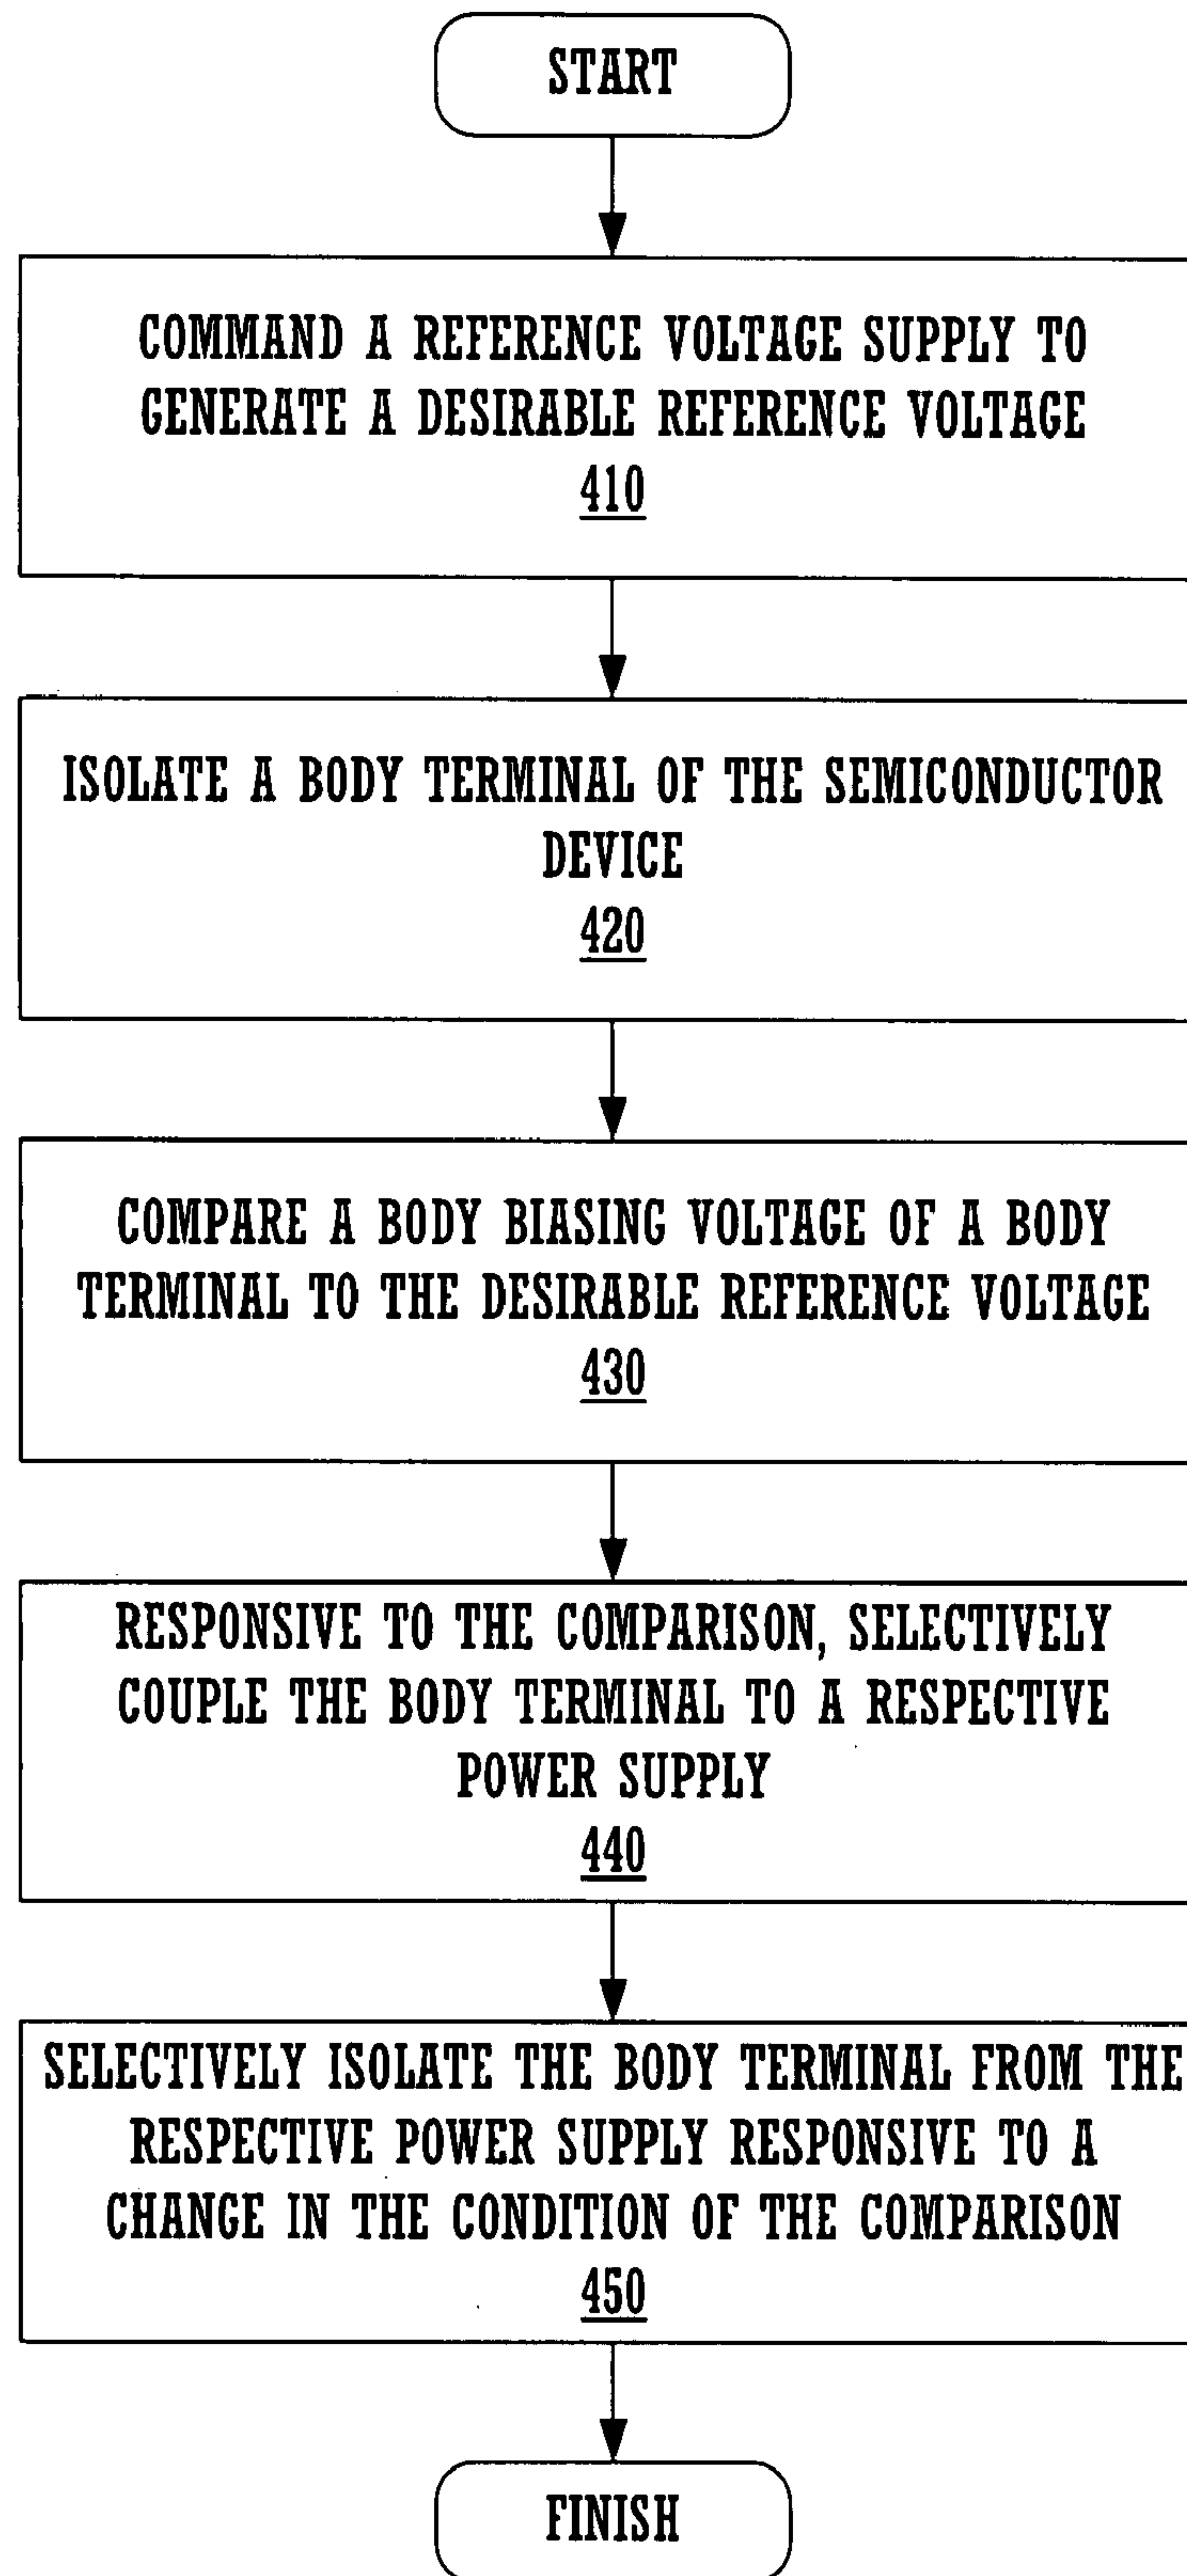 START
COMMAND A REFERENCE VOLTAGE SUPPLY TO
GENERATE A DESIRABLE REFERENCE VOLTAGE
410
ISOLATE A BODY TERMINAL OF THE SEMICONDUCTOR
DEVICE
420
COMPARE A BODY BIASING VOLTAGE OF A BODY
TERMINAL TO THE DESIRABLE REFERENCE VOLTAGE
430
RESPONSIVE TO THE COMPARISON, SELECTIVELY
COUPLE THE BODY TERMINAL TO A RESPECTIVE
POWER SUPPLY
440
SELECTIVELY ISOLATE THE BODY TERMINAL FROM THE
RESPECTIVE POWER SUPPLY RESPONSIVE TO A
CHANGE IN THE CONDITION OF THE COMPARISON
450
FINISH